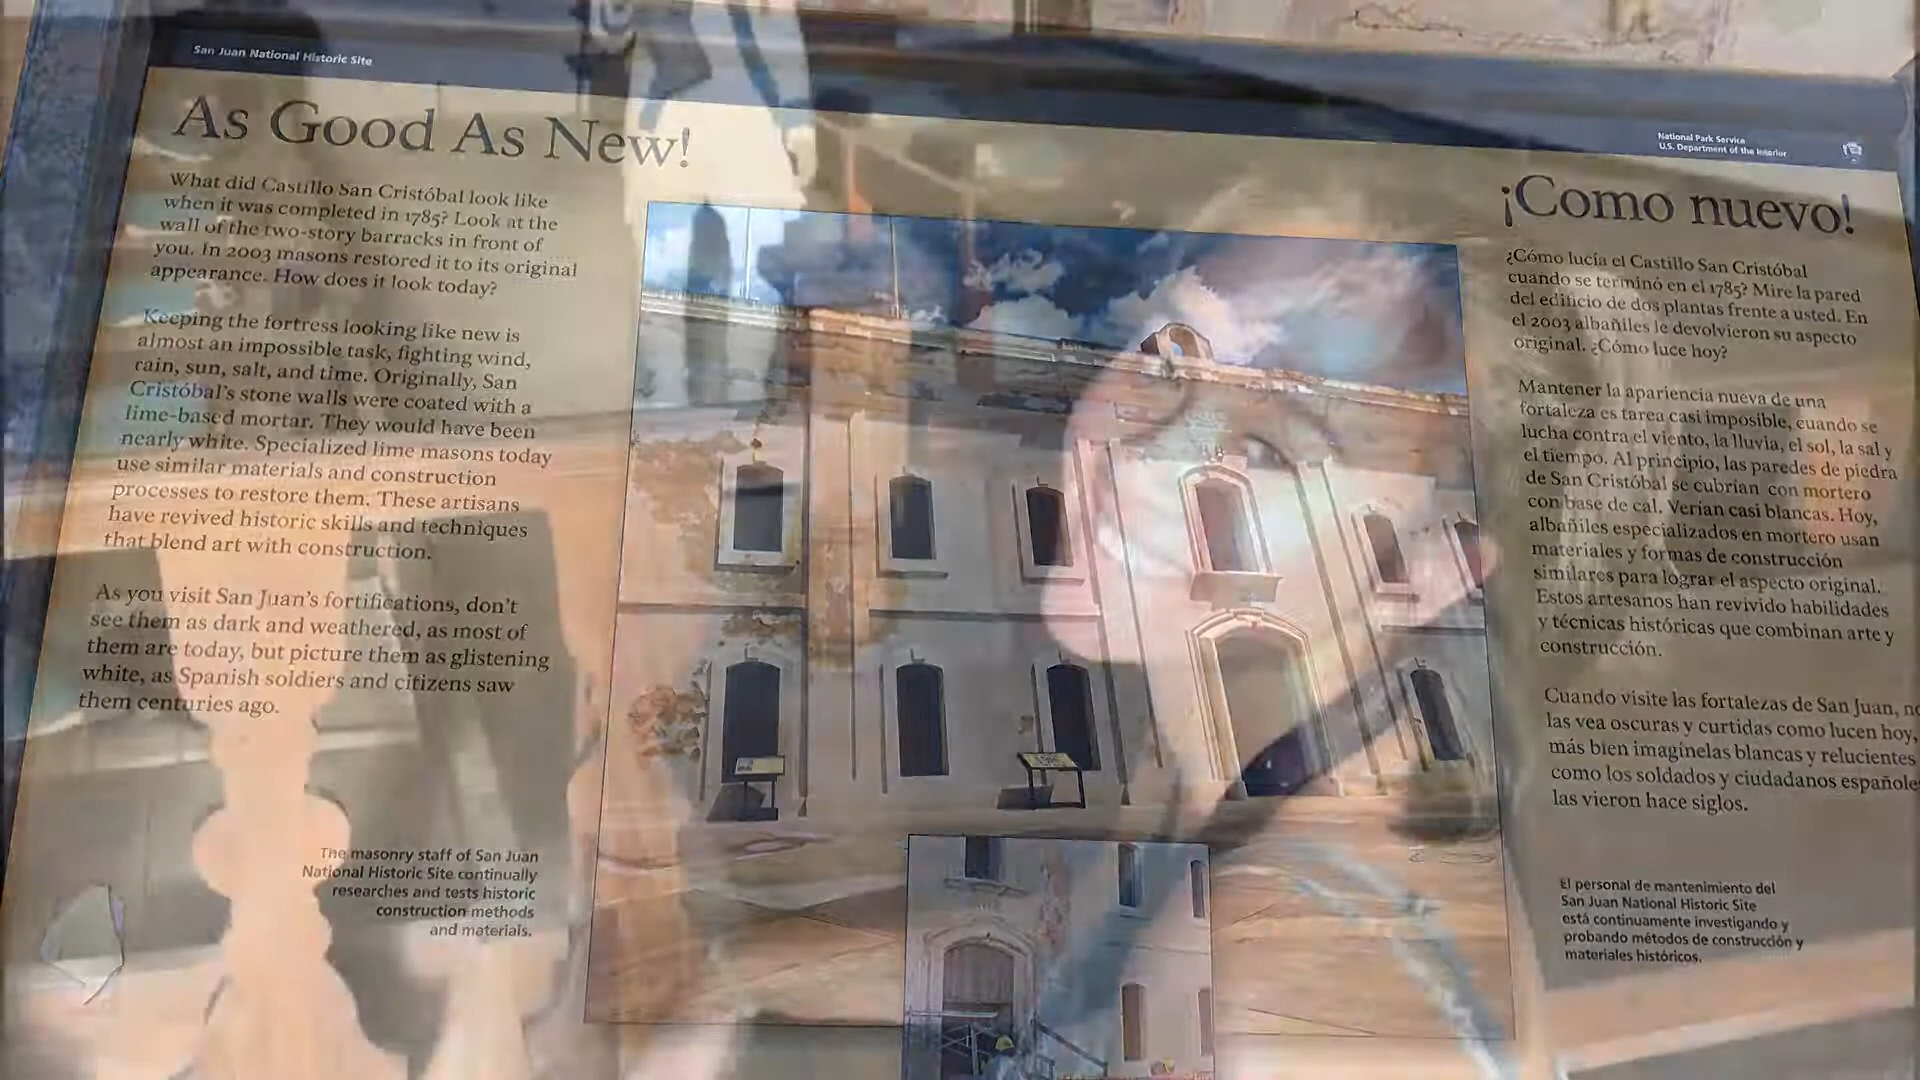 San Juan National Historic Site
National Park Service
U.S. Department of the Interior
As Good As New!
What did Castillo San Cristóbal look like
when it was completed in 1785? Look at the
wall of the two-story barracks in front of
you. In 2003 masons restored it to its original
appearance. How does it look today?
Keeping the fortress looking like new is
almost an impossible task, fighting wind,
rain, sun, salt, and time. Originally, San
Cristóbal's stone walls were coated with a
lime-based mortar. They would have been
nearly white. Specialized lime masons today
use similar materials and construction
processes to restore them. These artisans
have revived historic skills and techniques
that blend art with construction.
As you visit San Juan's fortifications, don't
see them as dark and weathered, as most of
them are today, but picture them as glistening
white, as Spanish soldiers and citizens saw
them centuries ago.
The masonry staff of San Juan
National Historic Site continually
researches and tests historic
construction methods
and materials.
¡Como nuevo!
¿Cómo lucía el Castillo San Cristóbal
cuando se terminó en el 1785? Mire la pared
del edificio de dos plantas frente a usted. En
el 2003 albañiles le devolvieron su aspecto
original. ¿Cómo luce hoy?
Mantener la apariencia nueva de una
fortaleza es tarea casi imposible, cuando se
lucha contra el viento, la lluvia, el sol, la sal y
el tiempo. Al principio, las paredes de piedra
de San Cristóbal se cubrían con mortero
con base de cal. Verían casi blancas. Hoy,
albañiles especializados en mortero usan
materiales y formas de construcción
similares para lograr el aspecto original.
Estos artesanos han revivido habilidades
y técnicas históricas que combinan arte y
construcción.
Cuando visite las fortalezas de San Juan, no
las vea oscuras y curtidas como lucen hoy,
más bien imagínelas blancas y relucientes
como los soldados y ciudadanos españole
las vieron hace siglos.
El personal de mantenimiento del
San Juan National Historic Site
está continuamente investigando y
probando métodos de construcción y
materiales históricos.